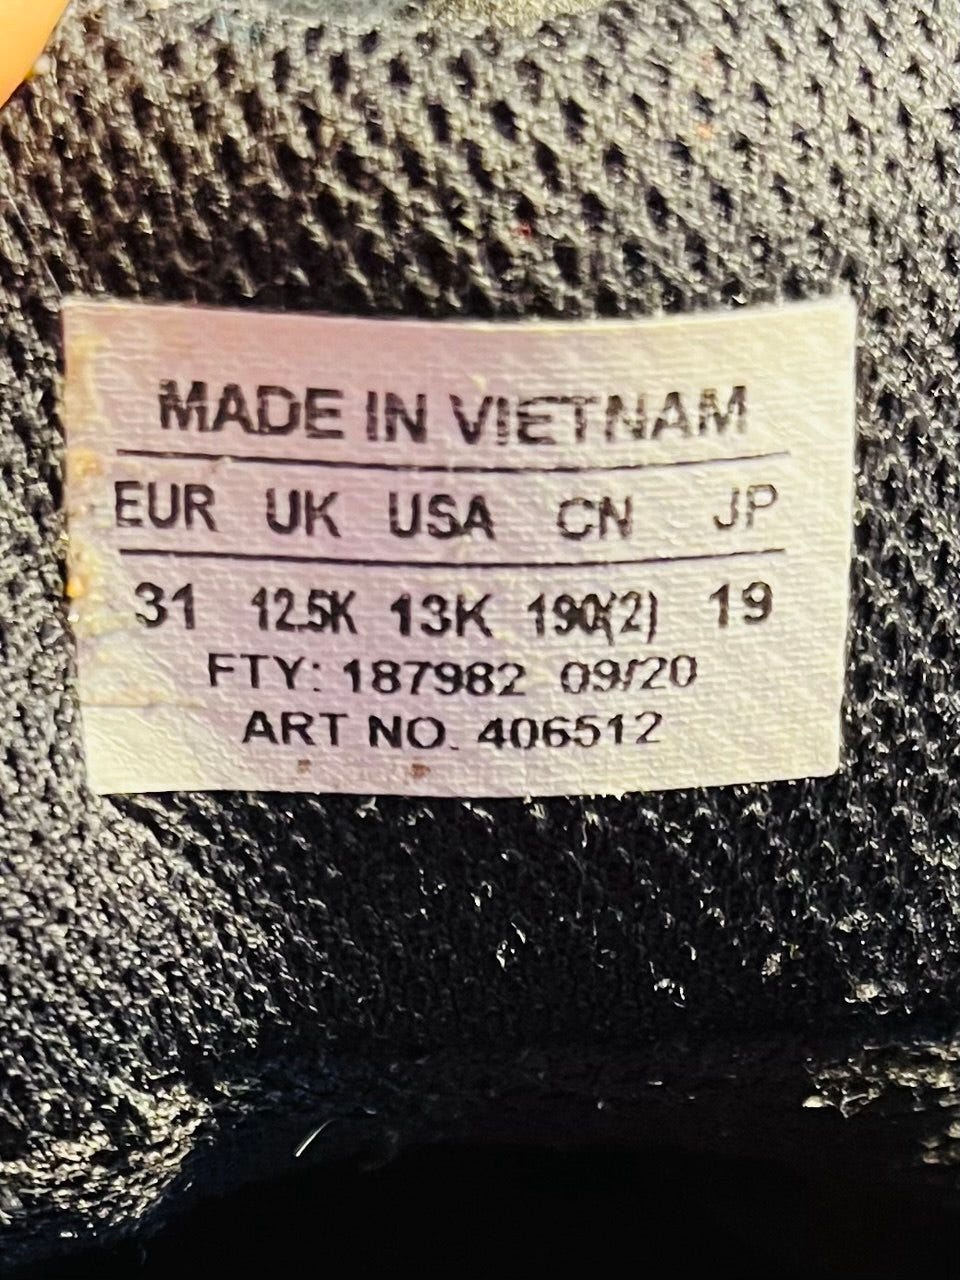 MADE IN VIETNAM
EUR UK USA CN JP
31 12.5K 13K 190(2) 19
FTY: 187982 09/20
ART NO. 406512